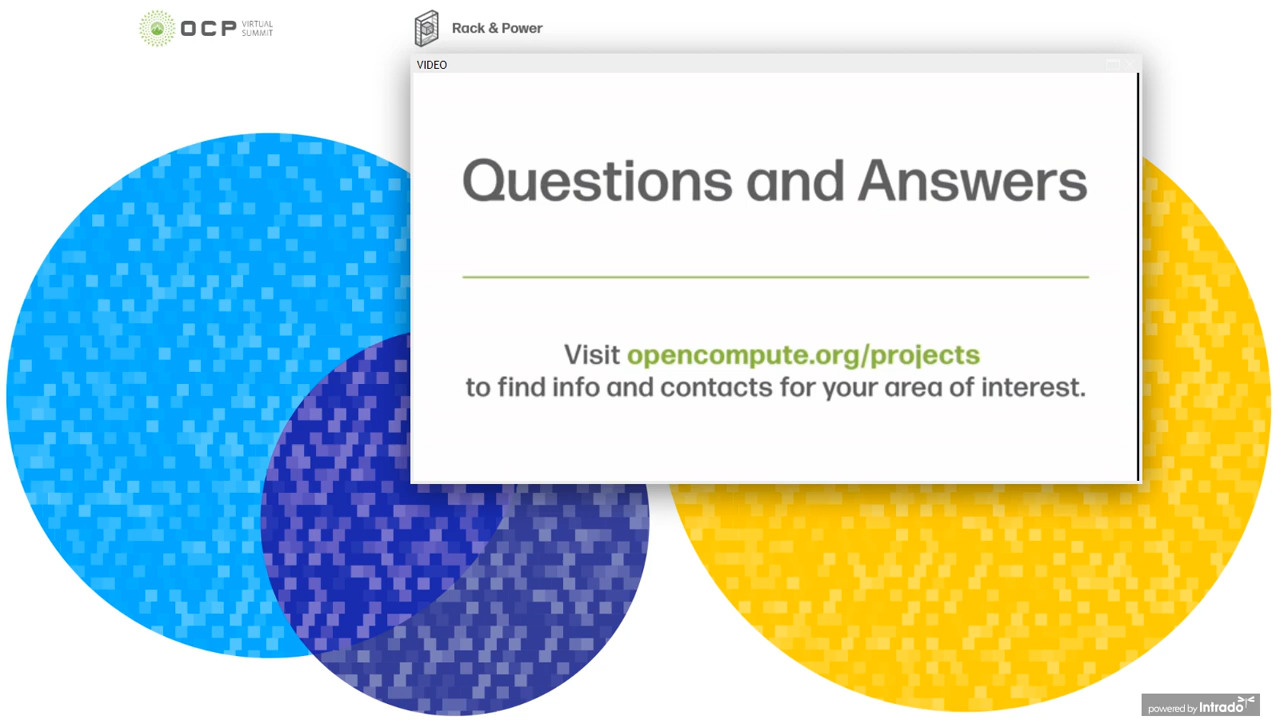 OCP VIRTUAL SUMMIT
Rack & Power
VIDEO
Questions and Answers
Visit opencompute.org/projects
to find info and contacts for your area of interest.
powered by Intrado